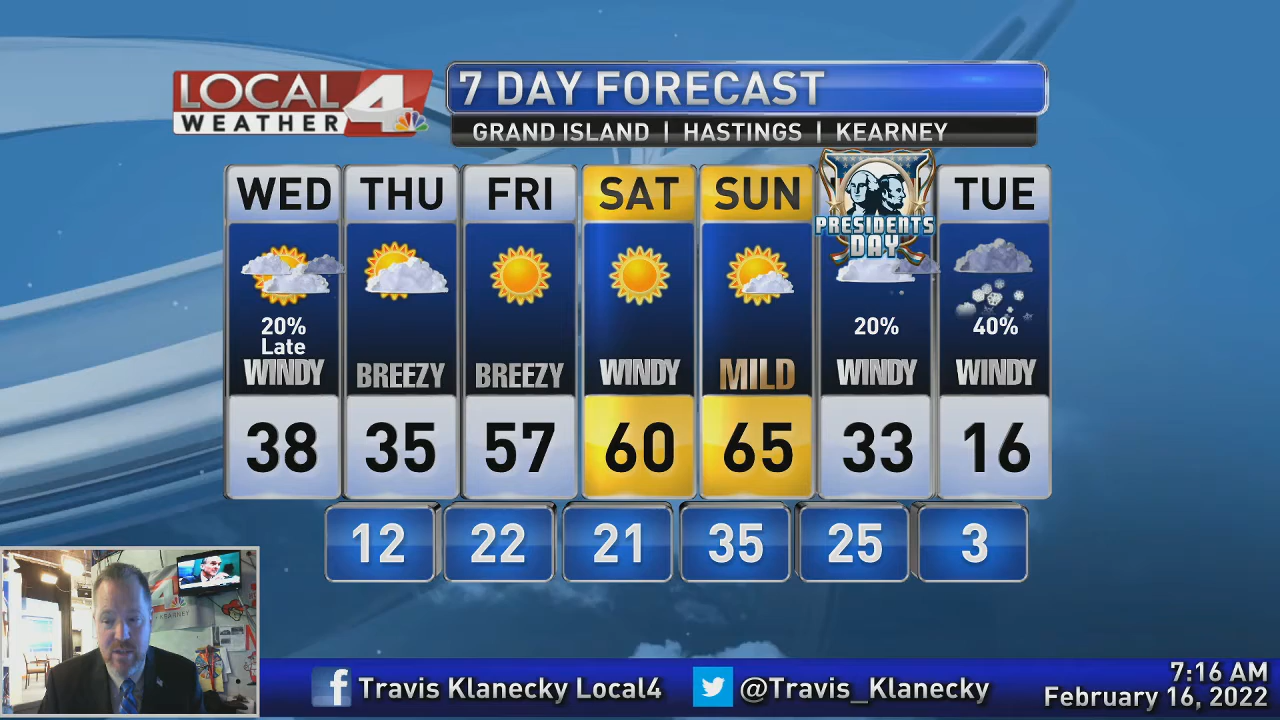 LOCAL 4
WEATHER
7 DAY FORECAST
GRAND ISLAND | HASTINGS | KEARNEY
WED THU FRI SAT SUN PRESIDENTS DAY TUE
20% Late 20% 40%
WINDY BREEZY BREEZY WINDY MILD WINDY WINDY
38 35 57 60 65 33 16
12 22 21 35 25 3
4
KEARNEY
f Travis Klanecky Local4 @Travis_Klanecky
7:16 AM
February 16, 2022